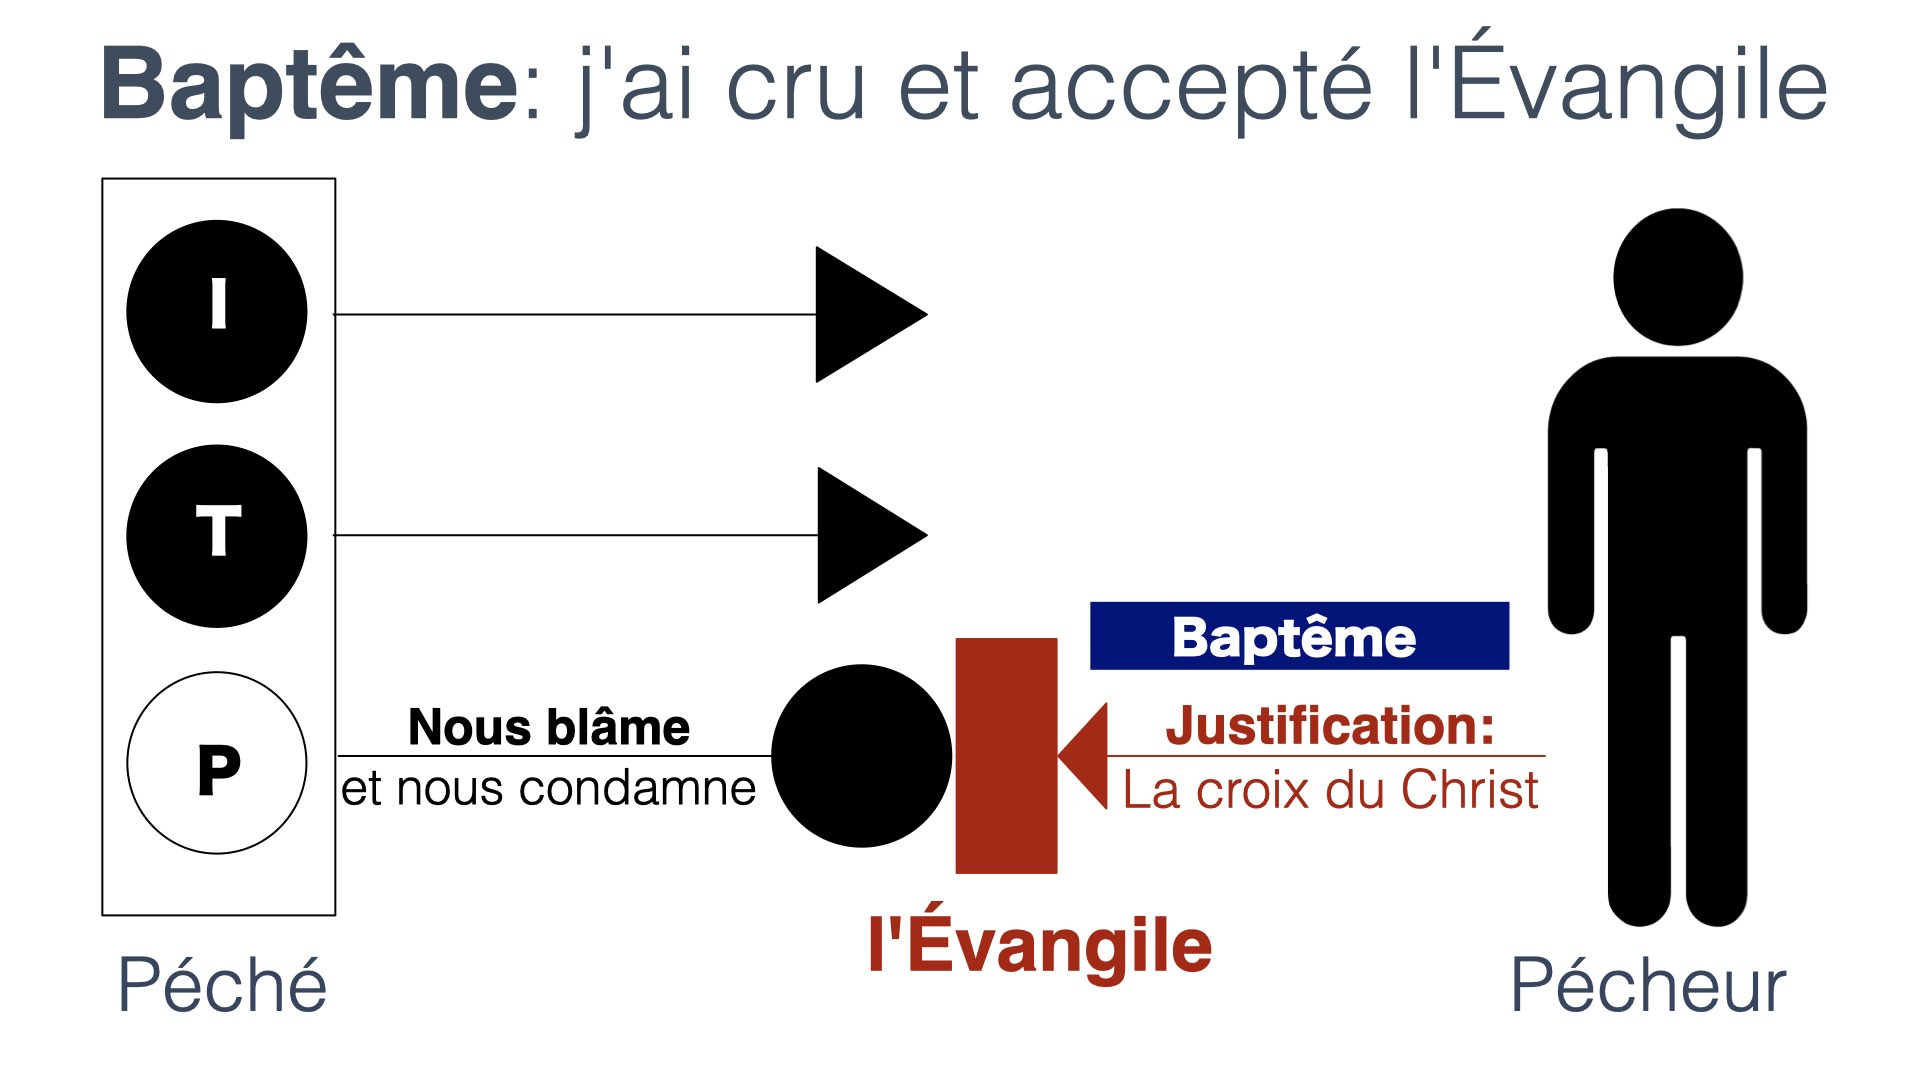 Baptême: j'ai cru et accepté l'Évangile
I
T
P
Nous blâme
et nous condamne
Baptême
Justification:
La croix du Christ
l'Évangile
Péché
Pécheur